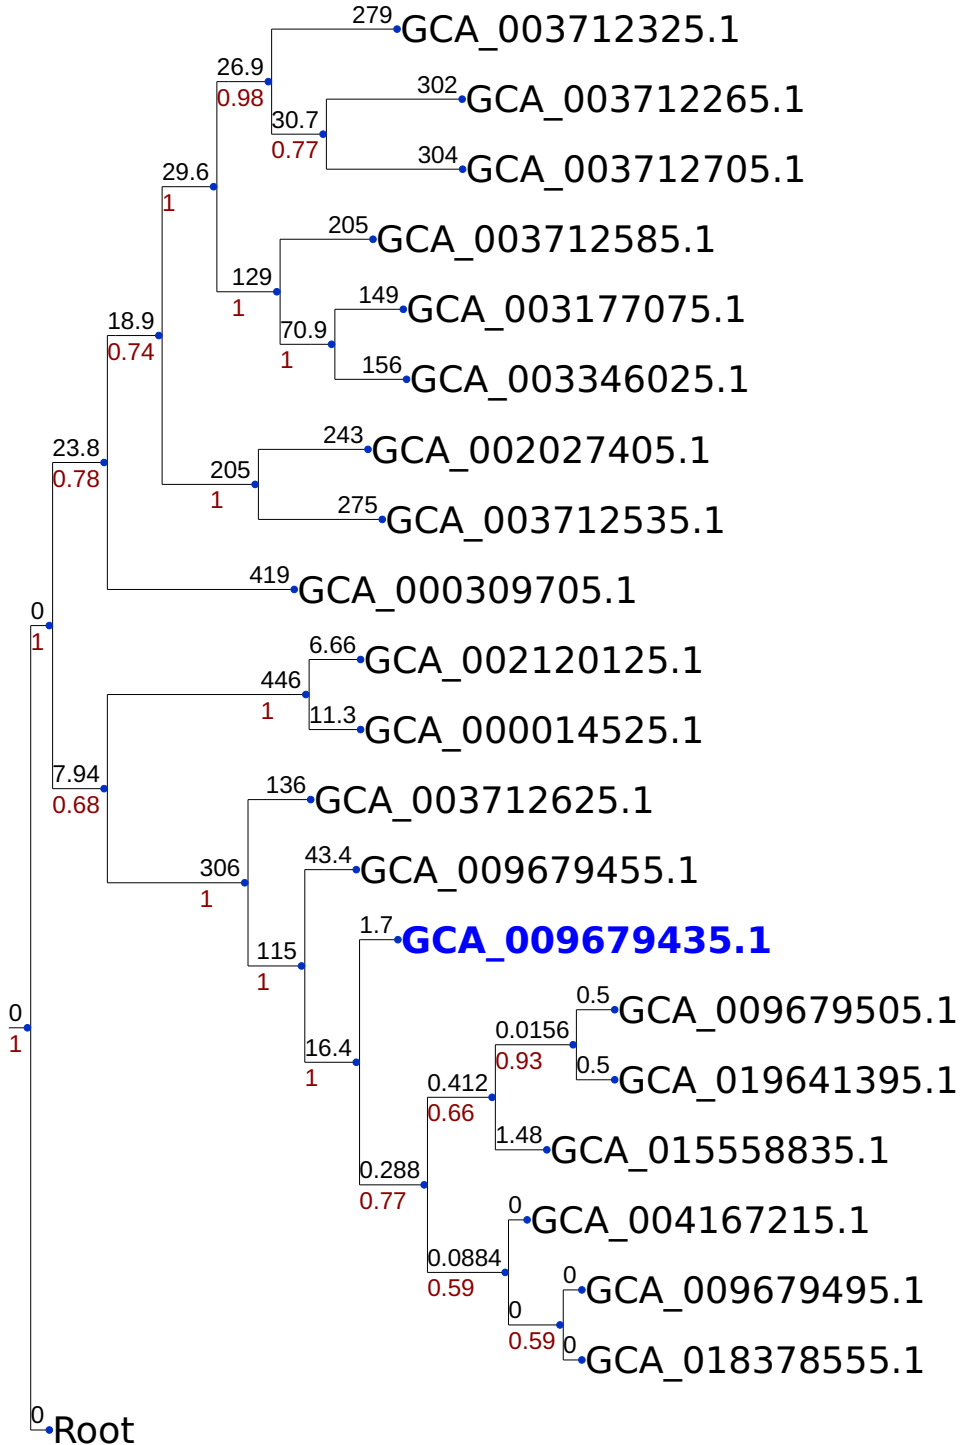 279
GCA_003712325.1
26.9
0.98
302
GCA_003712265.1
30.7
0.77
304
GCA_003712705.1
29.6
1
205
GCA_003712585.1
129
1
149
GCA_003177075.1
70.9
1
156
GCA_003346025.1
18.9
0.74
243
GCA_002027405.1
205
1
275
GCA_003712535.1
23.8
0.78
419
GCA_000309705.1
0
1
6.66
GCA_002120125.1
446
1
11.3
GCA_000014525.1
7.94
0.68
136
GCA_003712625.1
306
1
43.4
GCA_009679455.1
115
1
1.7
GCA_009679435.1
0
1
16.4
1
0.5
GCA_009679505.1
0.0156
0.93
0.5
GCA_019641395.1
0.412
0.66
1.48
GCA_015558835.1
0.288
0.77
0
GCA_004167215.1
0.0884
0.59
0
GCA_009679495.1
0
0.59
0
GCA_018378555.1
0
Root